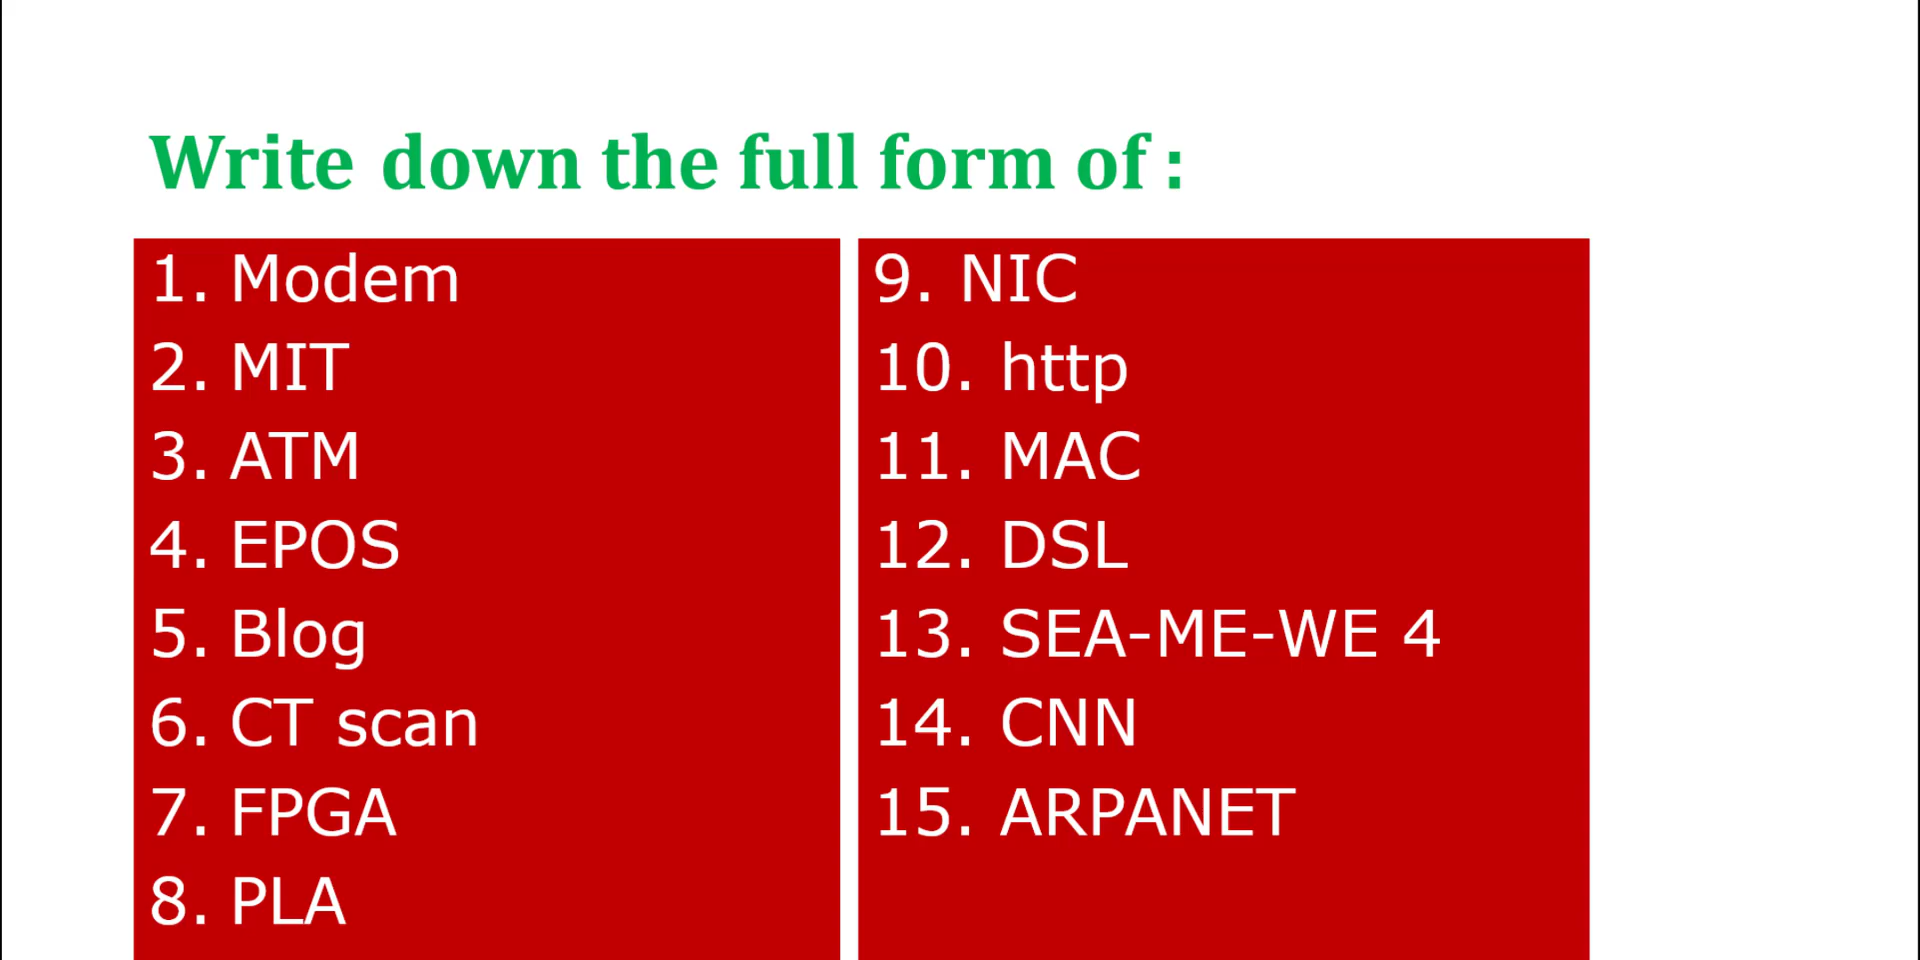 Write down the full form of :
1. Modem
2. MIT
3. ATM
4. EPOS
5. Blog
6. CT scan
7. FPGA
8. PLA
9. NIC
10. http
11. MAC
12. DSL
13. SEA-ME-WE 4
14. CNN
15. ARPANET